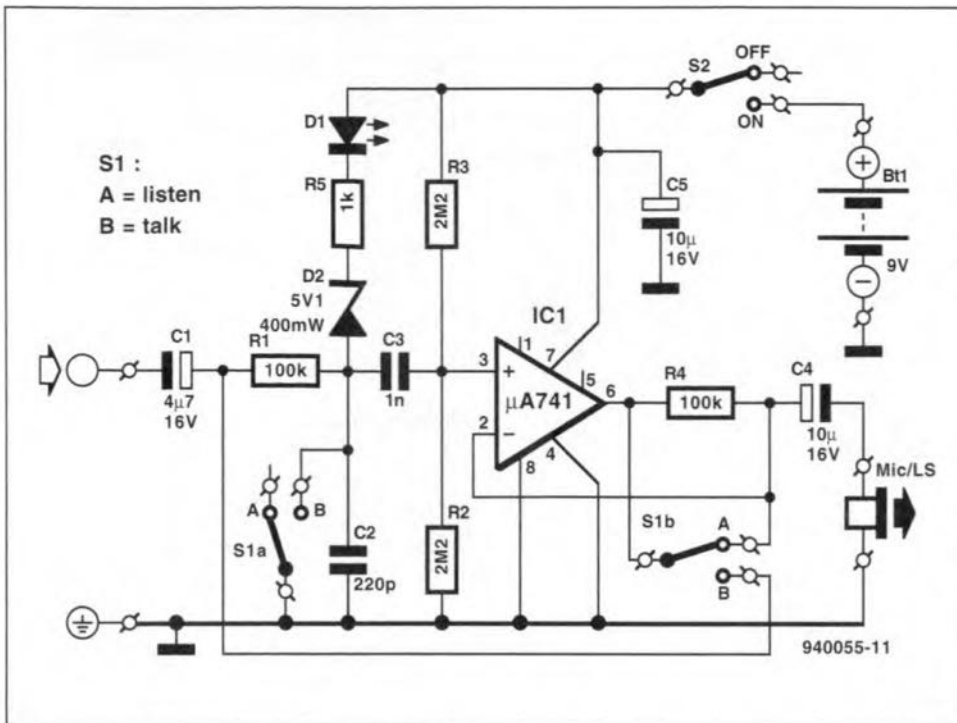 S2
OFF
ON
D1
S1 :
A = listen
B = talk
R5
1k
R3
2M2
C5
10µ
16V
Bt1
9V
D2
5V1
400mW
IC1
C1
4µ7
16V
R1
100k
C3
1n
3
+
1
7
5
µA741
6
2
−
8
4
R4
100k
C4
10µ
16V
Mic/LS
A
B
S1a
C2
220p
R2
2M2
S1b
A
B
+
−
940055-11